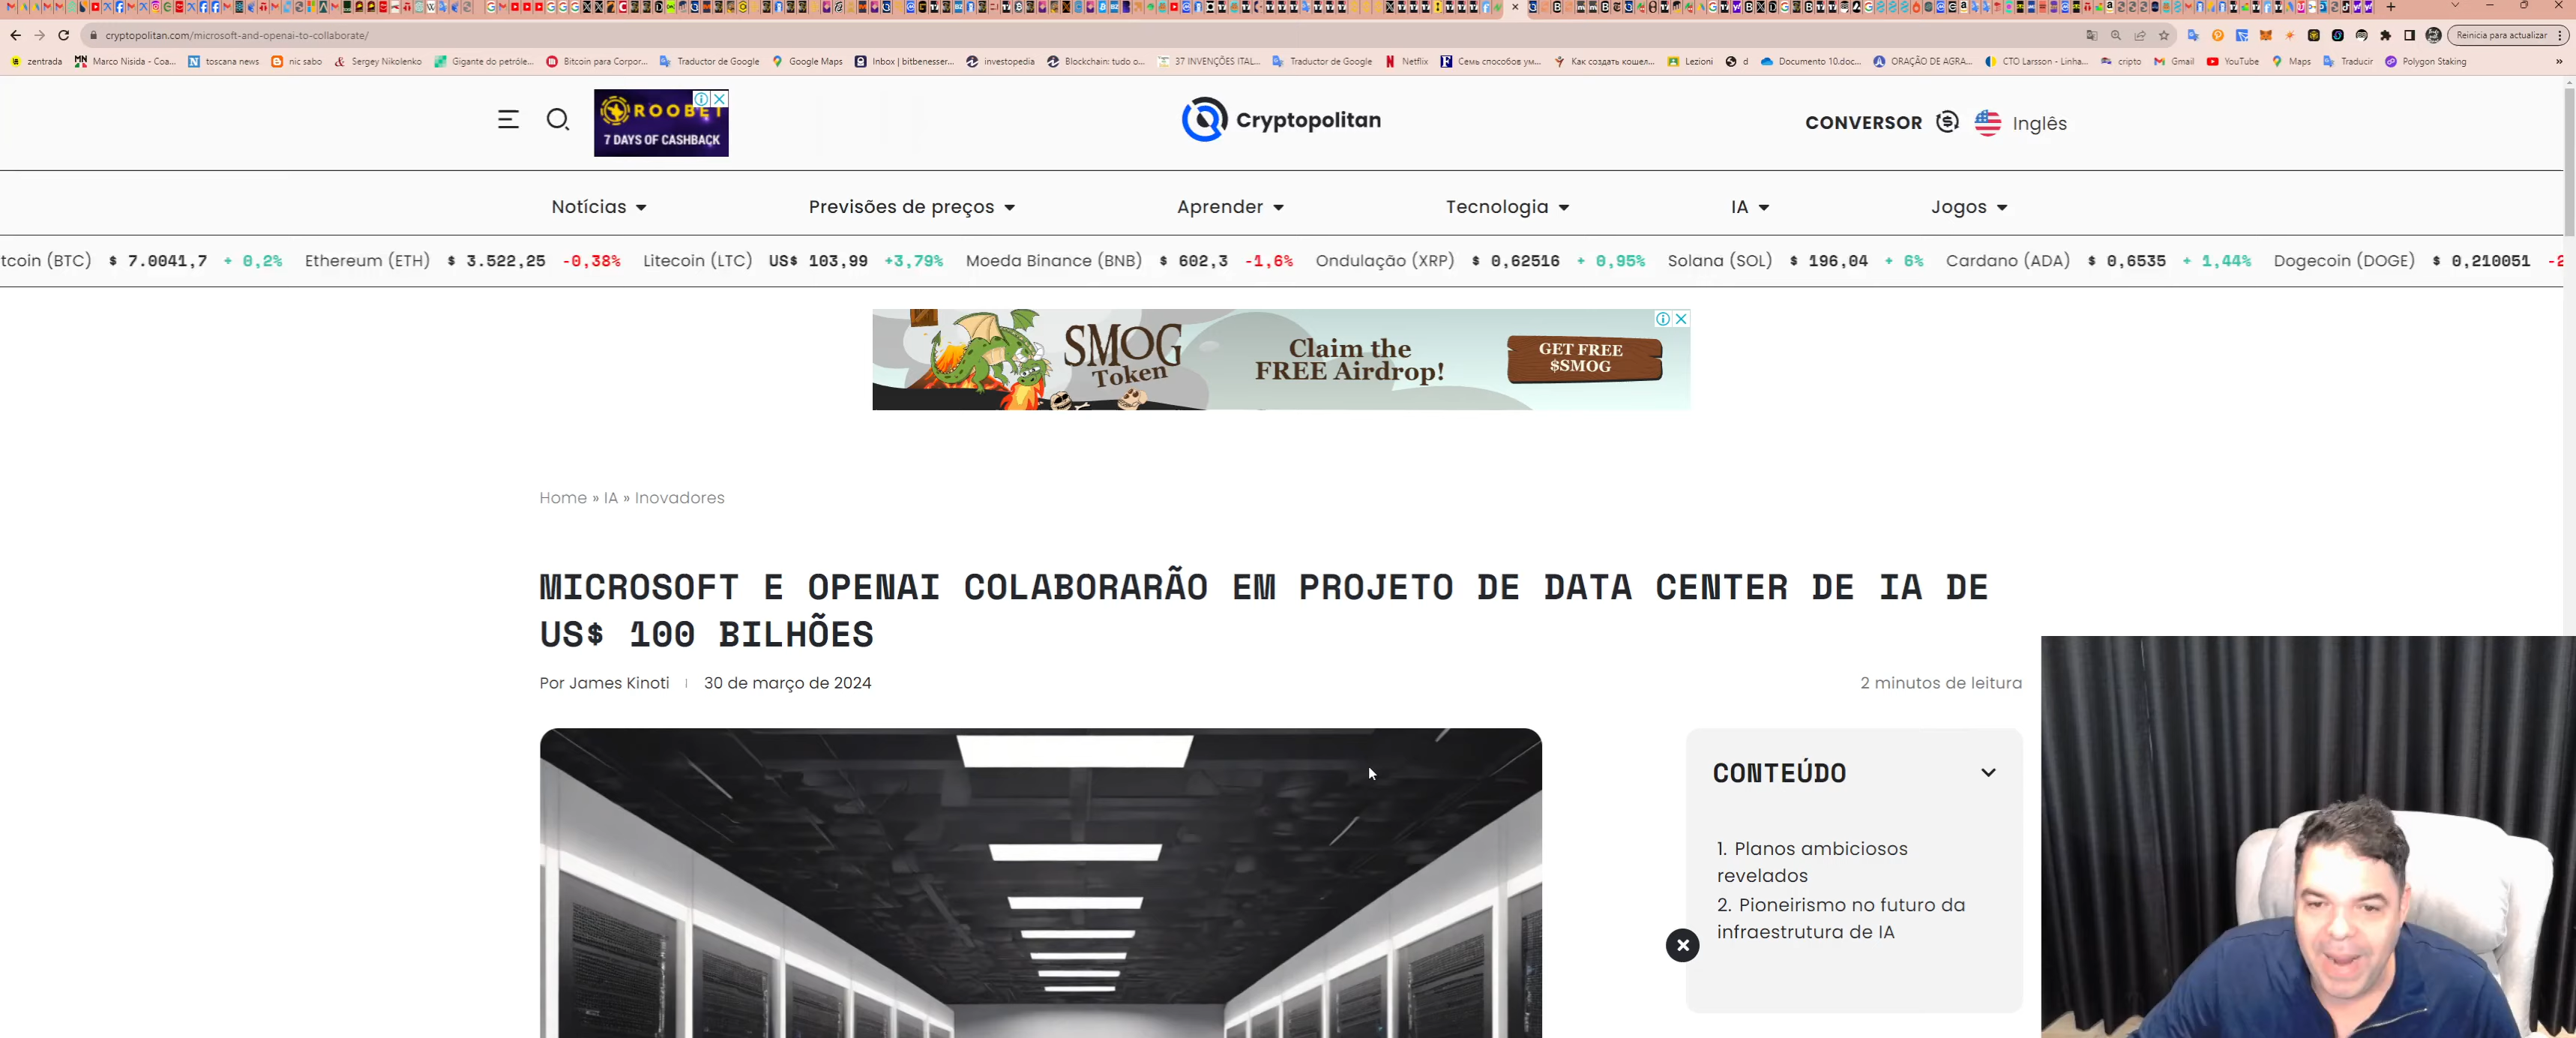 cryptopolitan.com/microsoft-and-openai-to-collaborate/
Reinicia para actualizar
zentrada
Marco Nisida - Coa...
toscana news
nic sabo
Sergey Nikolenko
Gigante do petróle...
Bitcoin para Corpor...
Traductor de Google
Google Maps
Inbox | bitbenesser...
investopedia
Blockchain: tudo o...
37 INVENÇÕES ITAL...
Traductor de Google
Netflix
Семь способов ум...
Как создать кошел...
Lezioni
d
Documento 10.doc...
ORAÇÃO DE AGRA...
CTO Larsson - Linha...
cripto
Gmail
YouTube
Maps
Traducir
Polygon Staking
ROOBET
7 DAYS OF CASHBACK
Cryptopolitan
CONVERSOR
Inglês
Notícias
Previsões de preços
Aprender
Tecnologia
IA
Jogos
tcoin (BTC) $ 7.0041,7 + 0,2% Ethereum (ETH) $ 3.522,25 -0,38% Litecoin (LTC) US$ 103,99 +3,79% Moeda Binance (BNB) $ 602,3 -1,6% Ondulação (XRP) $ 0,62516 + 0,95% Solana (SOL) $ 196,04 + 6% Cardano (ADA) $ 0,6535 + 1,44% Dogecoin (DOGE) $ 0,210051 -2
SMOG
Token
Claim the
FREE Airdrop!
GET FREE
$SMOG
Home » IA » Inovadores
MICROSOFT E OPENAI COLABORARÃO EM PROJETO DE DATA CENTER DE IA DE
US$ 100 BILHÕES
Por James Kinoti | 30 de março de 2024
2 minutos de leitura
CONTEÚDO
1. Planos ambiciosos
revelados
2. Pioneirismo no futuro da
infraestrutura de IA